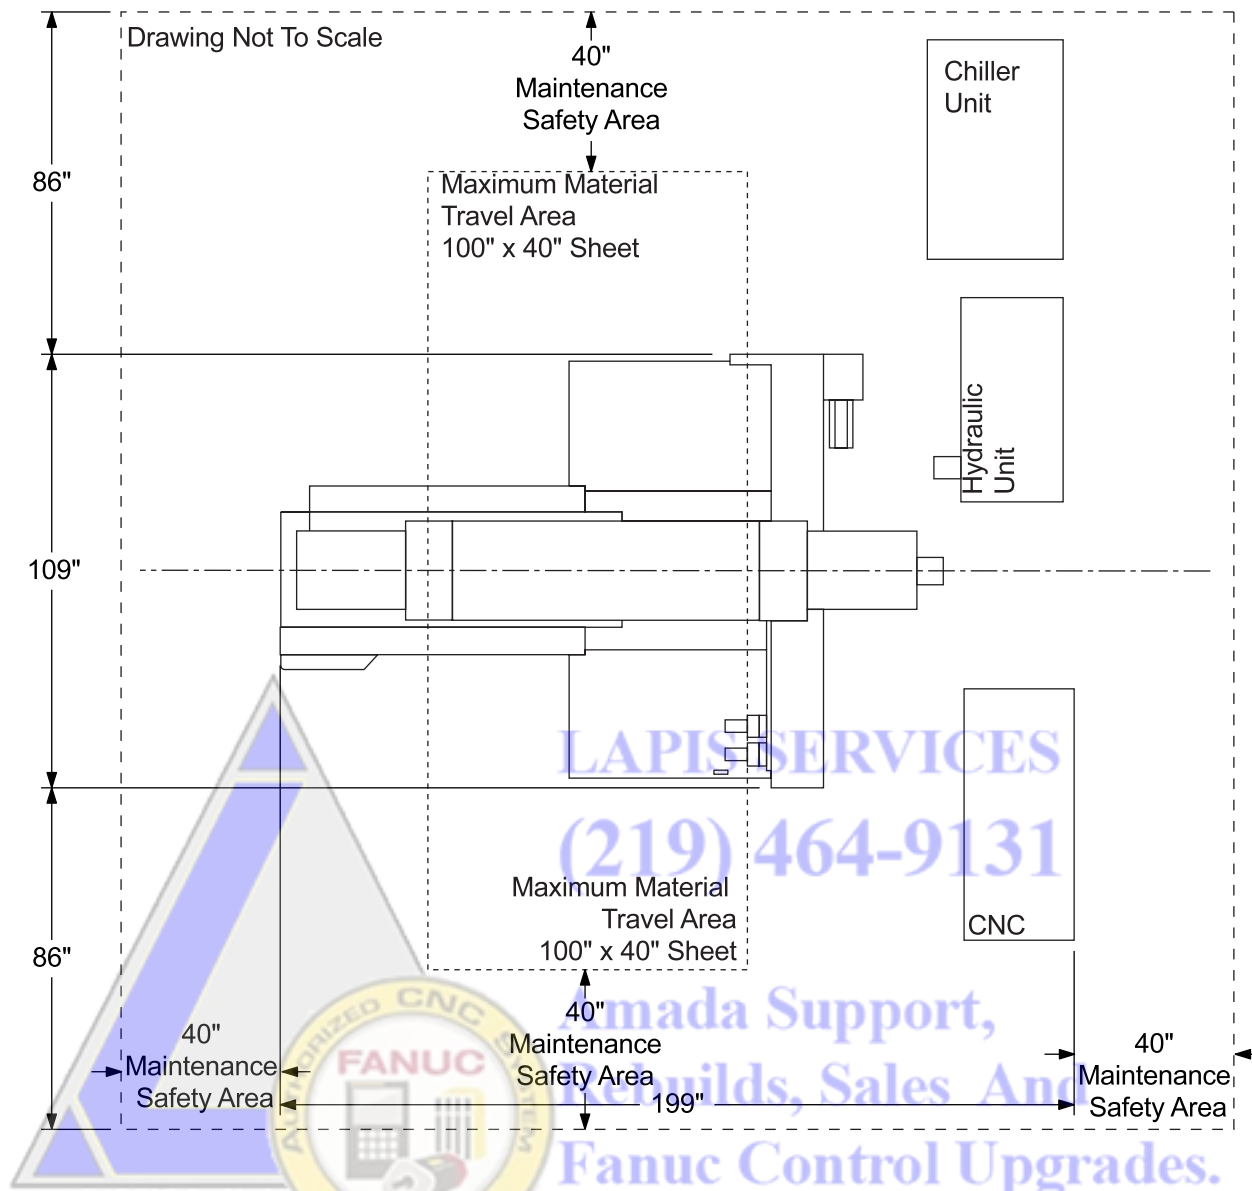 Drawing Not To Scale
40"
Maintenance
Safety Area
Chiller
Unit
86"
Maximum Material
Travel Area
100" x 40" Sheet
Hydraulic
Unit
109"
LAPIS SERVICES
(219) 464-9131
Maximum Material
Travel Area
100" x 40" Sheet
CNC
86"
Amada Support,
Rebuilds, Sales And
Fanuc Control Upgrades.
40"
Maintenance
Safety Area
40"
Maintenance
Safety Area
40"
Maintenance
Safety Area
199"
AUTHORIZED CNC SYSTEM
FANUC